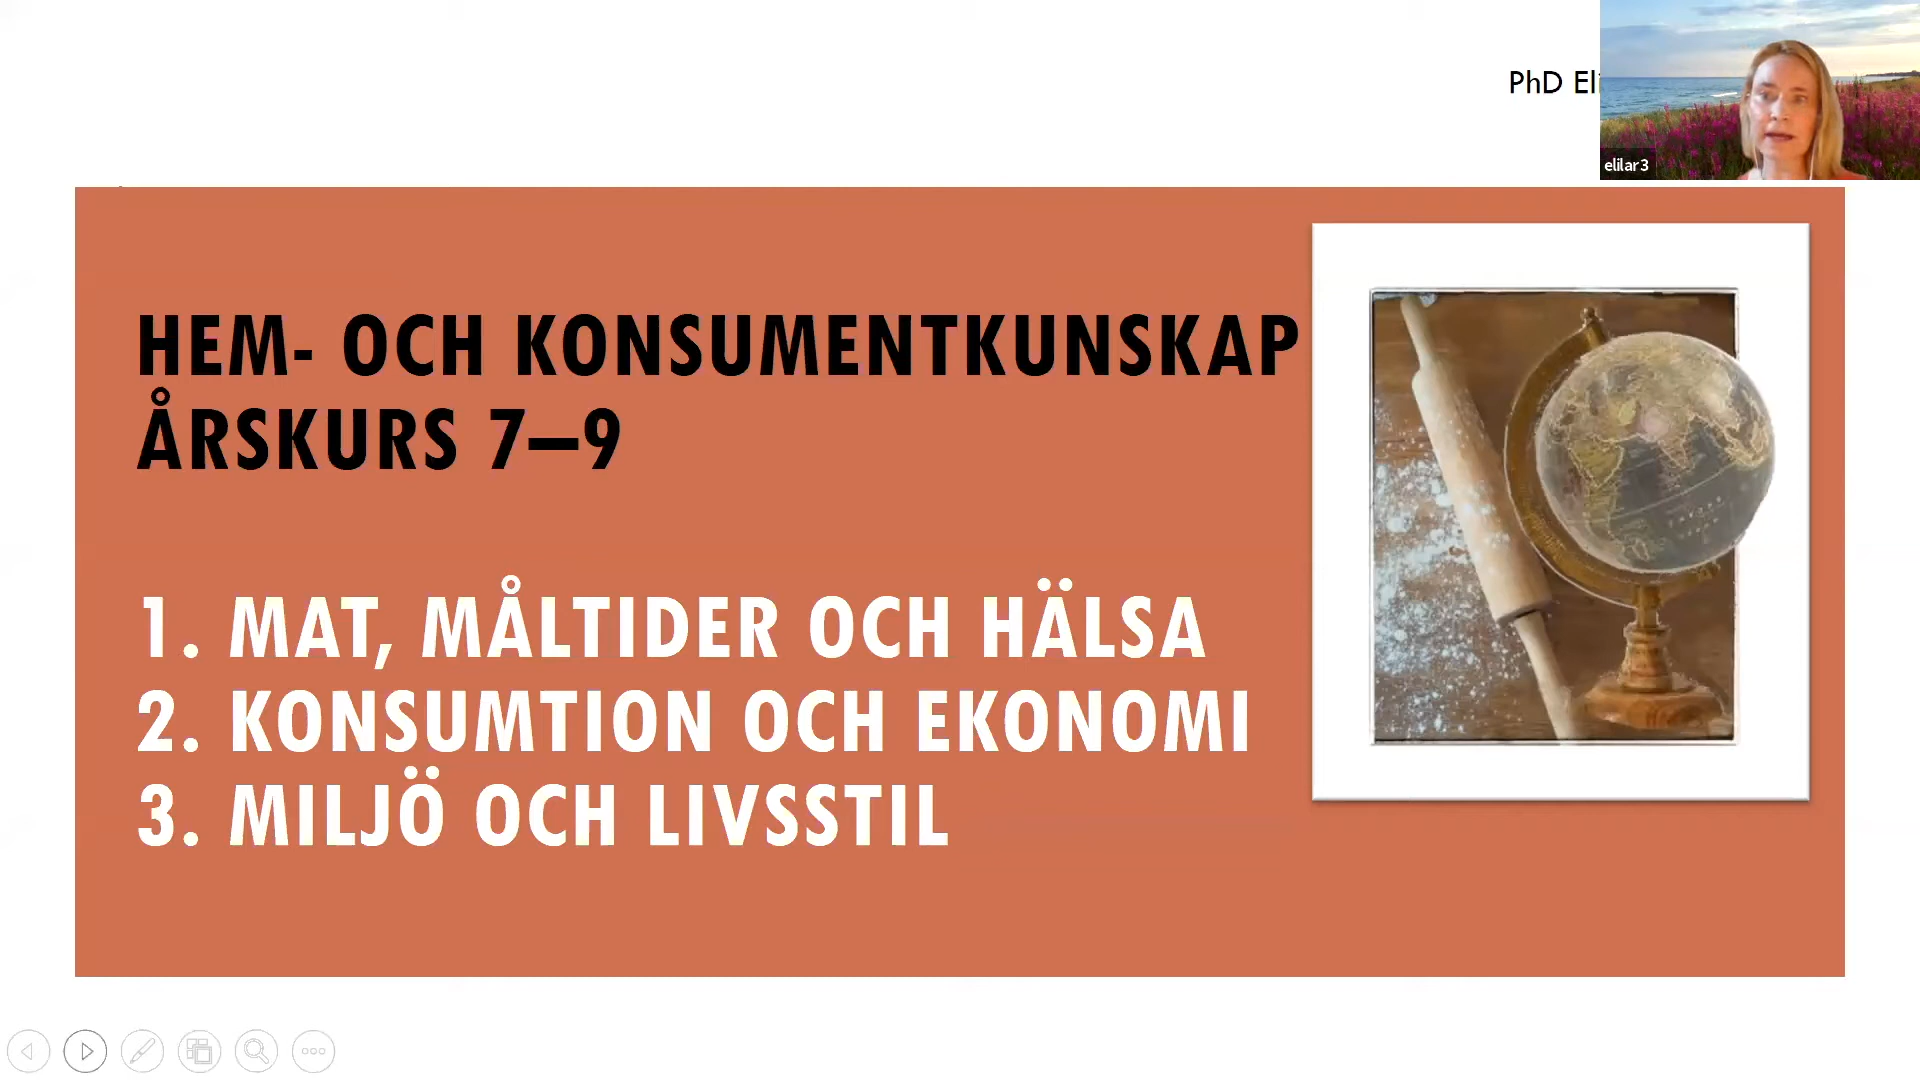 PhD Eli
elilar3
HEM- OCH KONSUMENTKUNSKAP
ÅRSKURS 7–9
1. MAT, MÅLTIDER OCH HÄLSA
2. KONSUMTION OCH EKONOMI
3. MILJÖ OCH LIVSSTIL